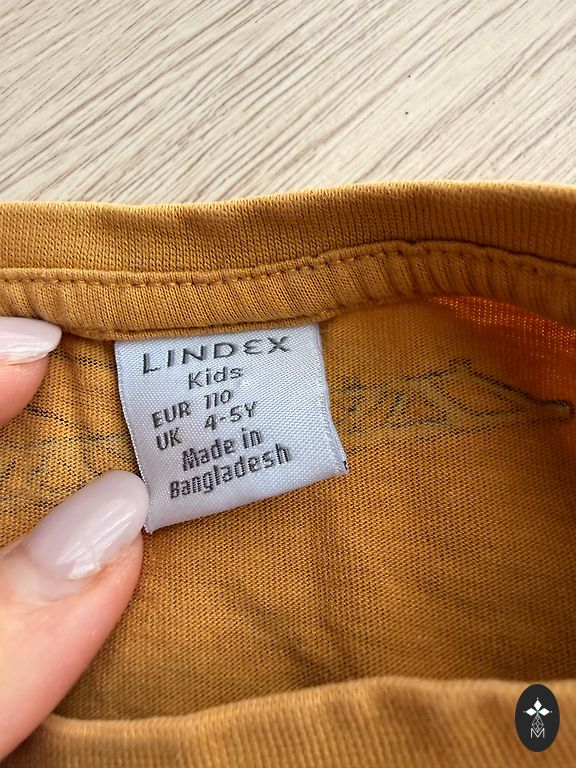 LINDEX
Kids
EUR 110
UK 4-5Y
Made in
Bangladesh
M